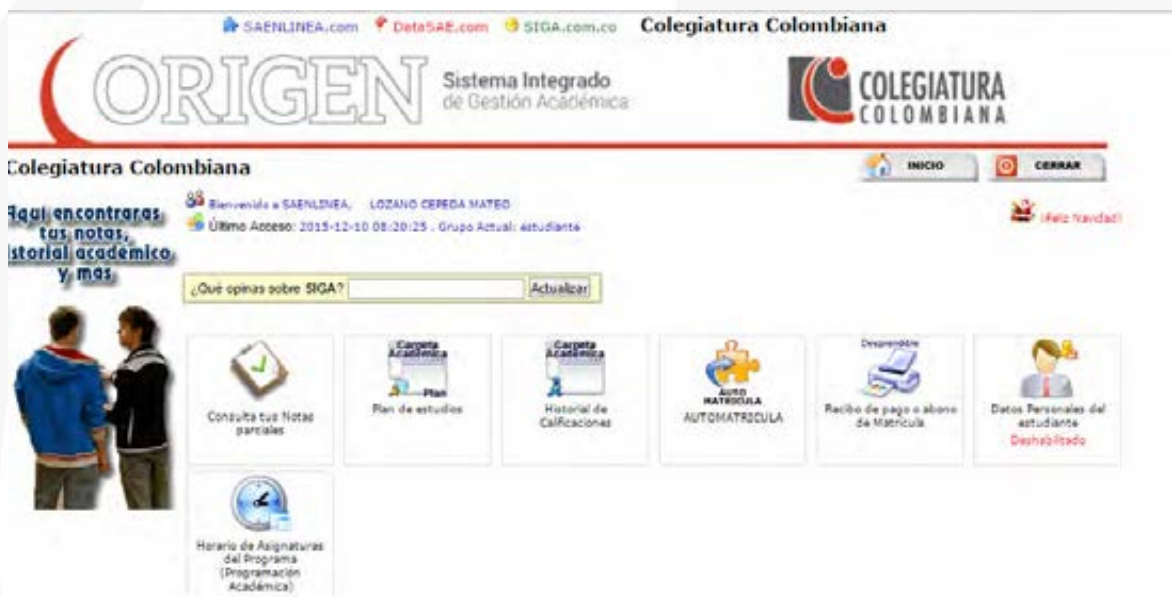 SAENLINEA.com DataSAE.com SIGA.com.co Colegiatura Colombiana
ORIGEN Sistema Integrado
de Gestión Académica
COLEGIATURA
COLOMBIANA
Colegiatura Colombiana
INICIO CERRAR
Aquí encontraras
tus notas,
istorial académico,
y mas
Bienvenido a SAENLINEA, LOZANO CEPEDA MATEO
Último Acceso: 2015-12-10 08:20:25 . Grupo Actual: estudiante
¡Feliz Navidad!
¿Qué opinas sobre SIGA? Actualizar
Consulta tus Notas
parciales
Carpeta
Académica
Plan
Plan de estudios
Carpeta
Académica
Historial de
Calificaciones
AUTO
MATRICULA
AUTOMATRICULA
Desprendible
Recibo de pago o abono
de Matricula
Datos Personales del
estudiante
Deshabilitado
Horario de Asignaturas
del Programa
(Programación
Académica)